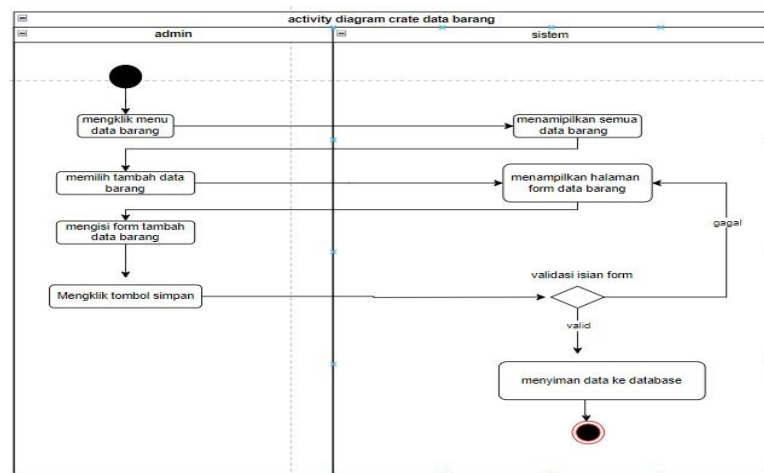 activity diagram crate data barang
admin
sistem
mengklik menu
data barang
menamipilkan semua
data barang
memilih tambah data
barang
menampilkan halaman
form data barang
mengisi form tambah
data barang
gagal
validasi isian form
Mengklik tombol simpan
valid
menyiman data ke database